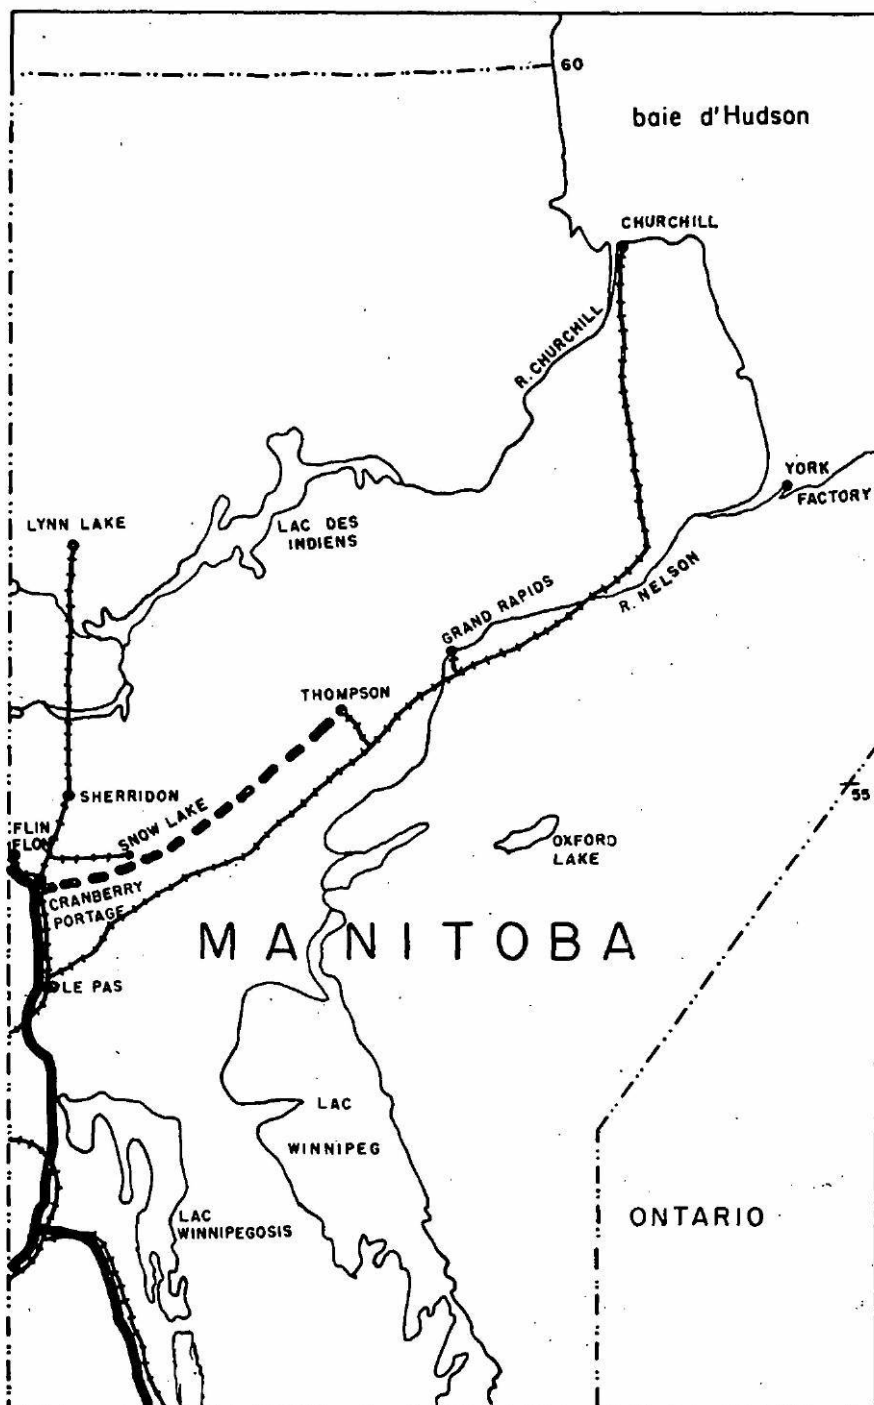 60
baie d'Hudson
CHURCHILL
R. CHURCHILL
YORK
FACTORY
LYNN LAKE
LAC DES
INDIENS
GRAND RAPIDS
R. NELSON
THOMPSON
SHERRIDON
55
FLIN
FLON
SNOW LAKE
OXFORD
LAKE
CRANBERRY
PORTAGE
MANITOBA
LE PAS
LAC
WINNIPEG
LAC
WINNIPEGOSIS
ONTARIO